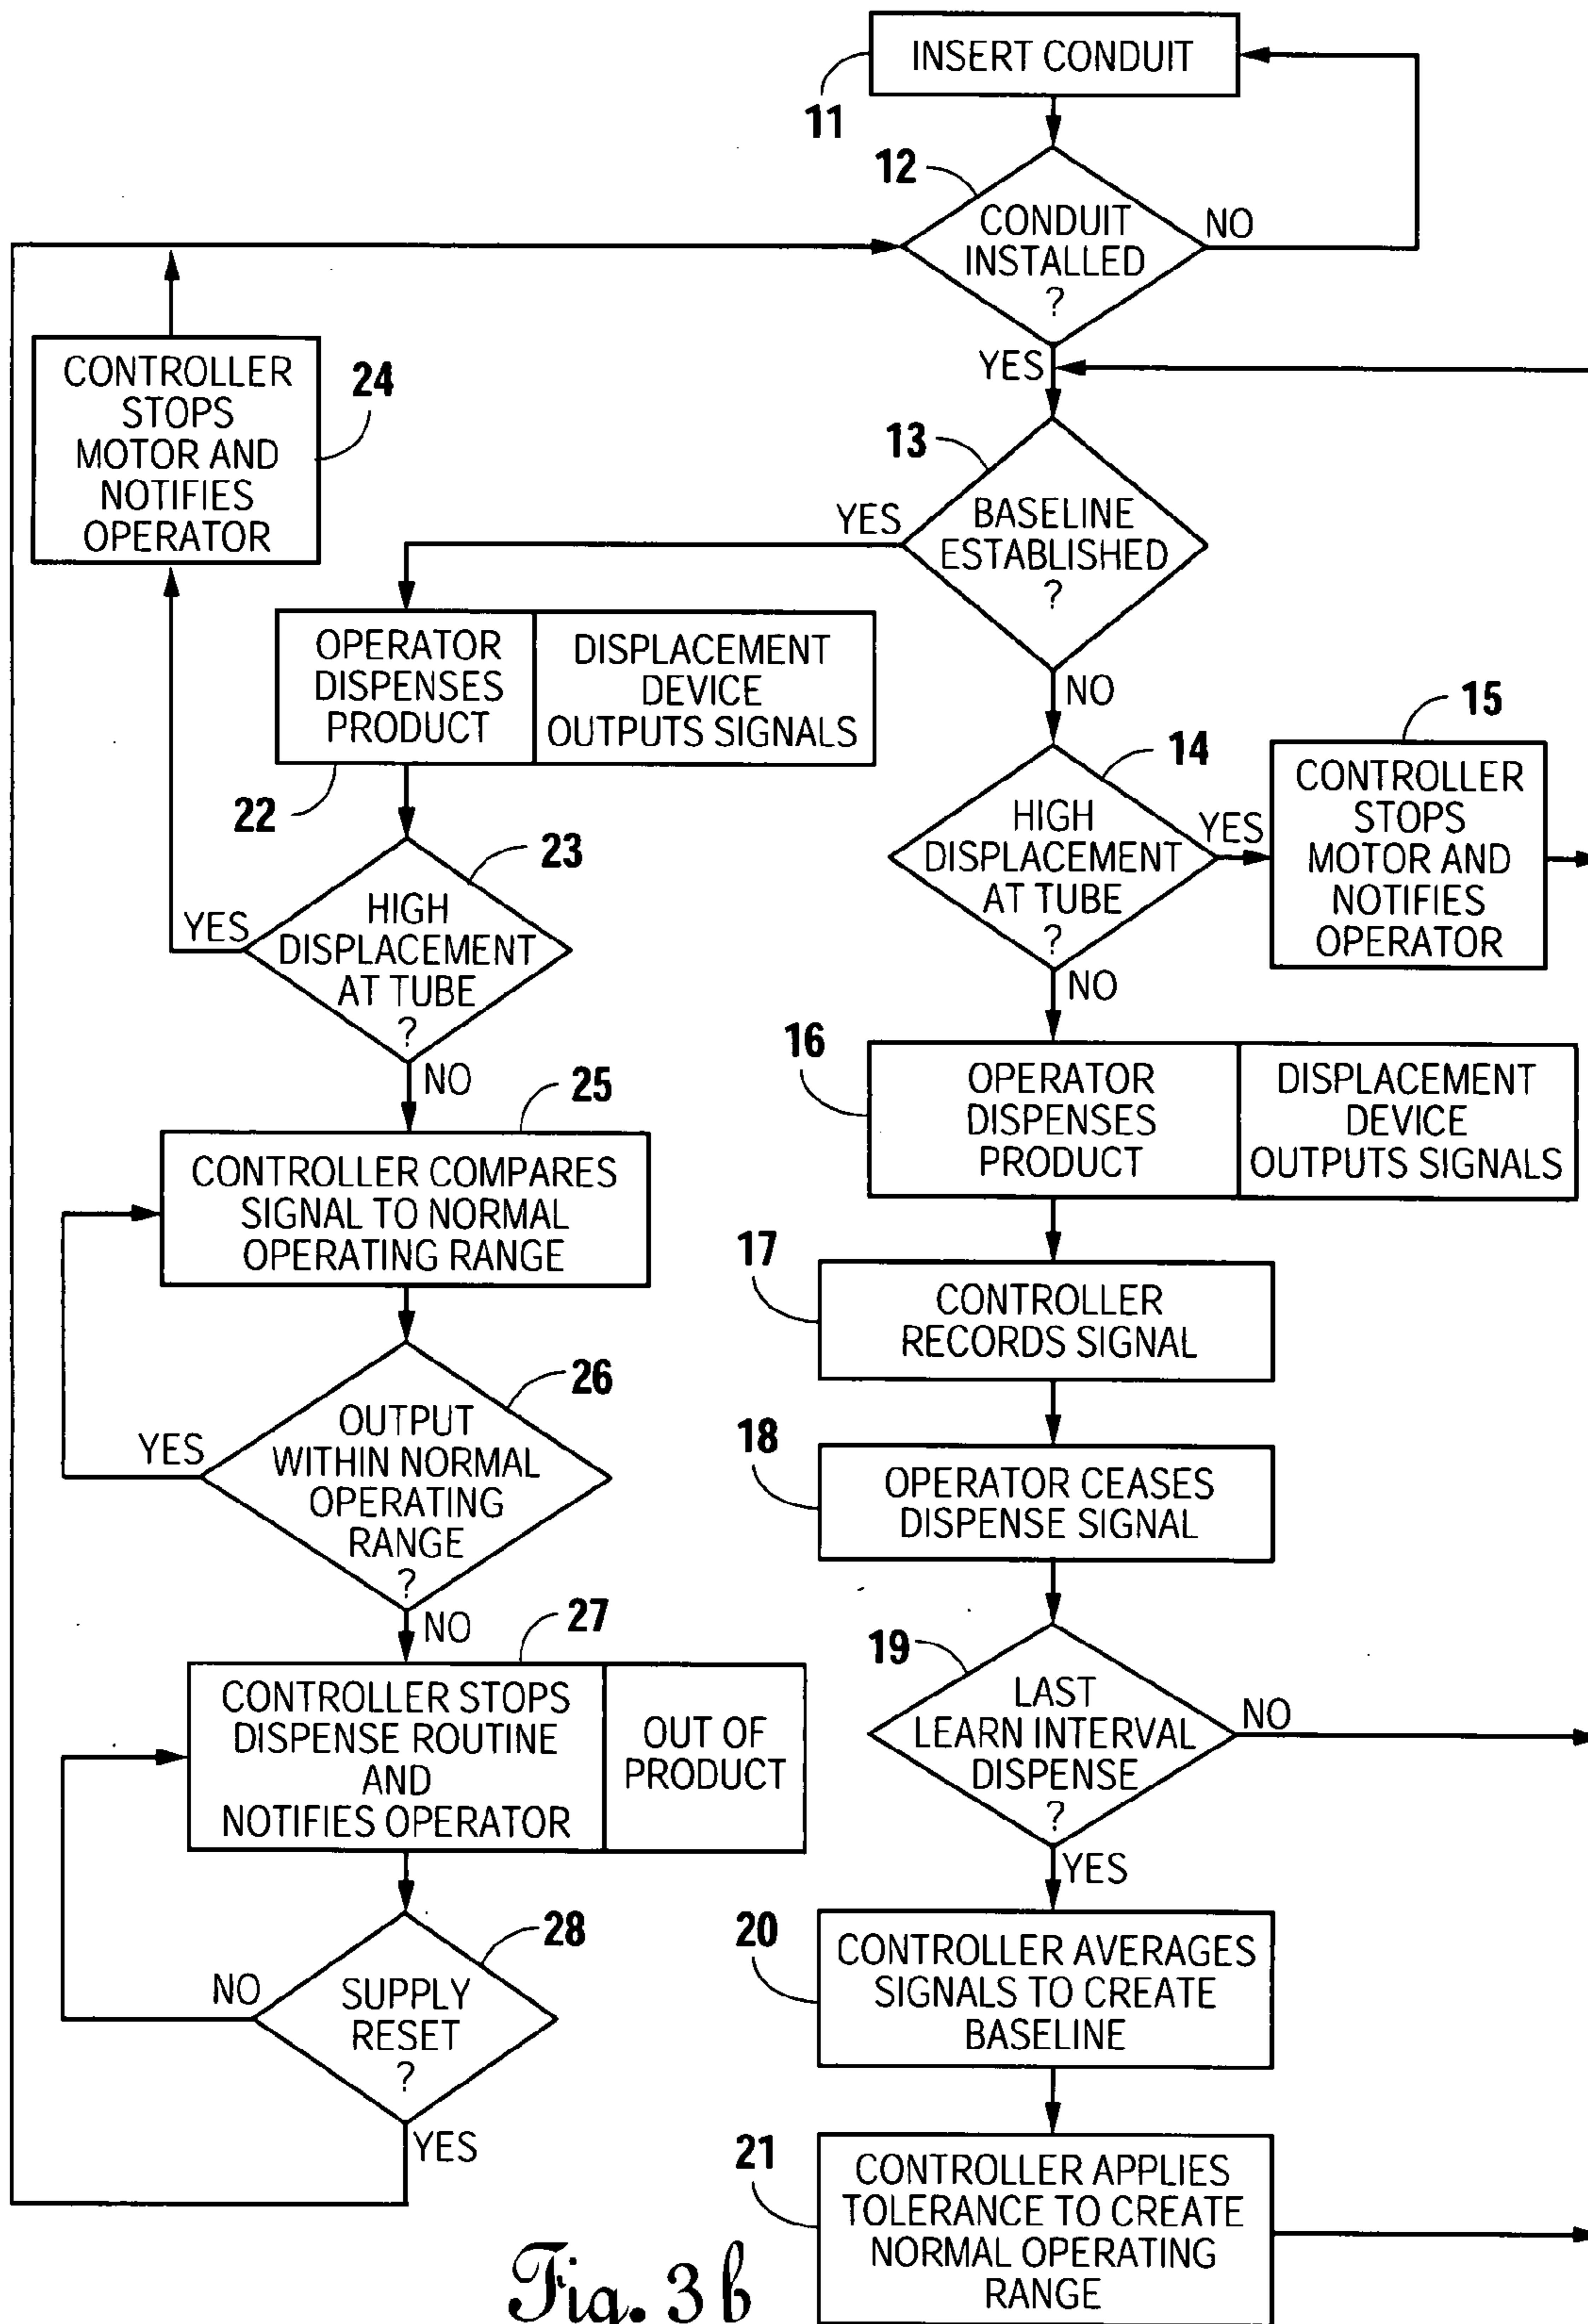 INSERT CONDUIT
11
12
CONDUIT
INSTALLED
?
NO
YES
CONTROLLER
STOPS
MOTOR AND
NOTIFIES
OPERATOR
24
13
BASELINE
ESTABLISHED
?
YES
NO
OPERATOR
DISPENSES
PRODUCT
DISPLACEMENT
DEVICE
OUTPUTS SIGNALS
22
14
HIGH
DISPLACEMENT
AT TUBE
?
YES
NO
15
CONTROLLER
STOPS
MOTOR AND
NOTIFIES
OPERATOR
23
HIGH
DISPLACEMENT
AT TUBE
?
YES
NO
16
OPERATOR
DISPENSES
PRODUCT
DISPLACEMENT
DEVICE
OUTPUTS SIGNALS
25
CONTROLLER COMPARES
SIGNAL TO NORMAL
OPERATING RANGE
17
CONTROLLER
RECORDS SIGNAL
26
OUTPUT
WITHIN NORMAL
OPERATING
RANGE
?
YES
NO
18
OPERATOR CEASES
DISPENSE SIGNAL
27
CONTROLLER STOPS
DISPENSE ROUTINE
AND
NOTIFIES OPERATOR
OUT OF
PRODUCT
19
LAST
LEARN INTERVAL
DISPENSE
?
NO
YES
28
SUPPLY
RESET
?
NO
YES
20
CONTROLLER AVERAGES
SIGNALS TO CREATE
BASELINE
21
CONTROLLER APPLIES
TOLERANCE TO CREATE
NORMAL OPERATING
RANGE
Fig. 3b